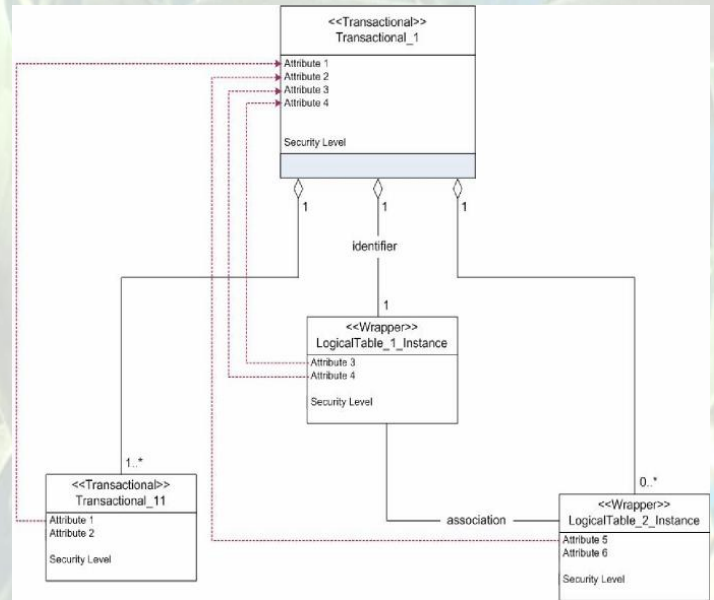 <<Transactional>>
Transactional_1
Attribute 1
Attribute 2
Attribute 3
Attribute 4
Security Level
1
1
1
identifier
1
<<Wrapper>>
LogicalTable_1_Instance
Attribute 3
Attribute 4
Security Level
1..*
<<Transactional>>
Transactional_11
Attribute 1
Attribute 2
Security Level
association
0..*
<<Wrapper>>
LogicalTable_2_Instance
Attribute 5
Attribute 6
Security Level